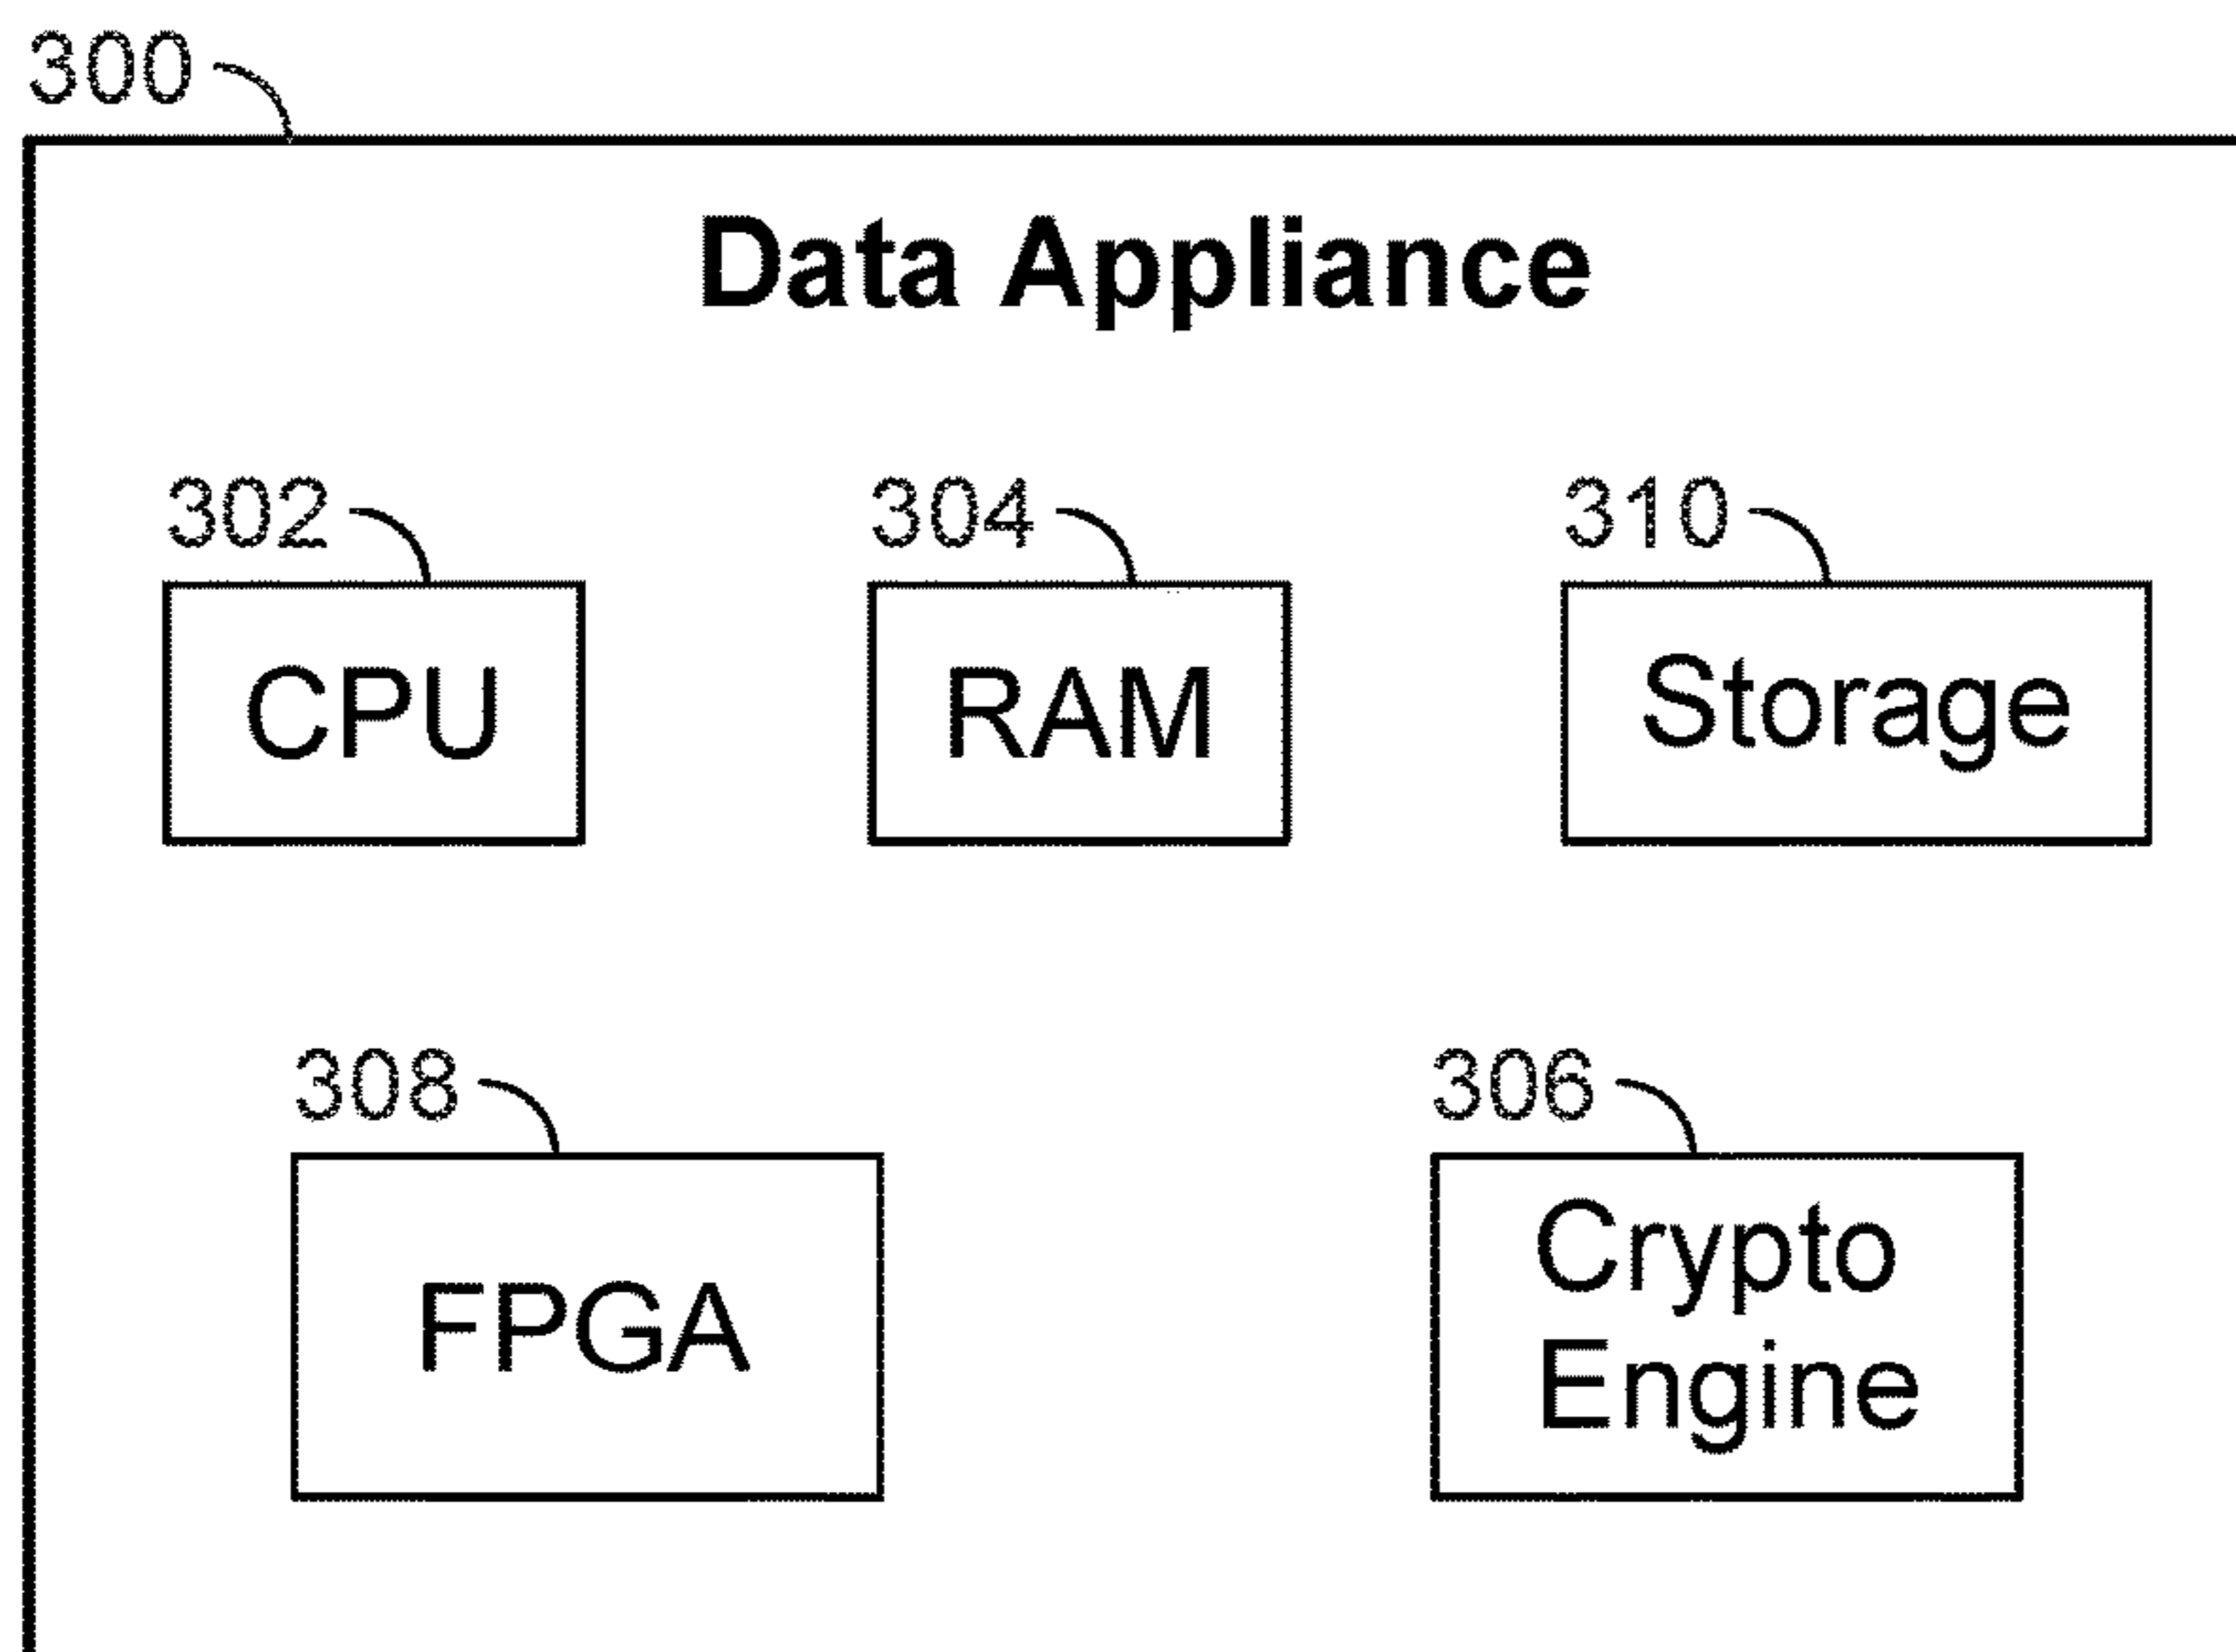 300
Data Appliance
302
304
310
CPU
RAM
Storage
308
306
FPGA
Crypto
Engine